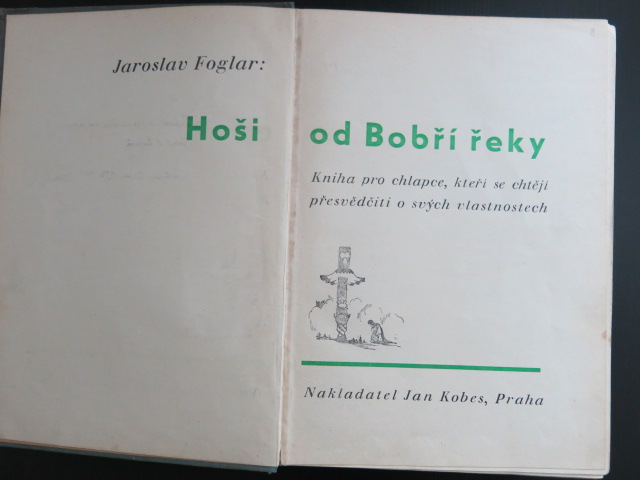 Jaroslav Foglar:
Hoši od Bobří řeky
Kniha pro chlapce, kteří se chtějí
přesvědčiti o svých vlastnostech
Nakladatel Jan Kobes, Praha